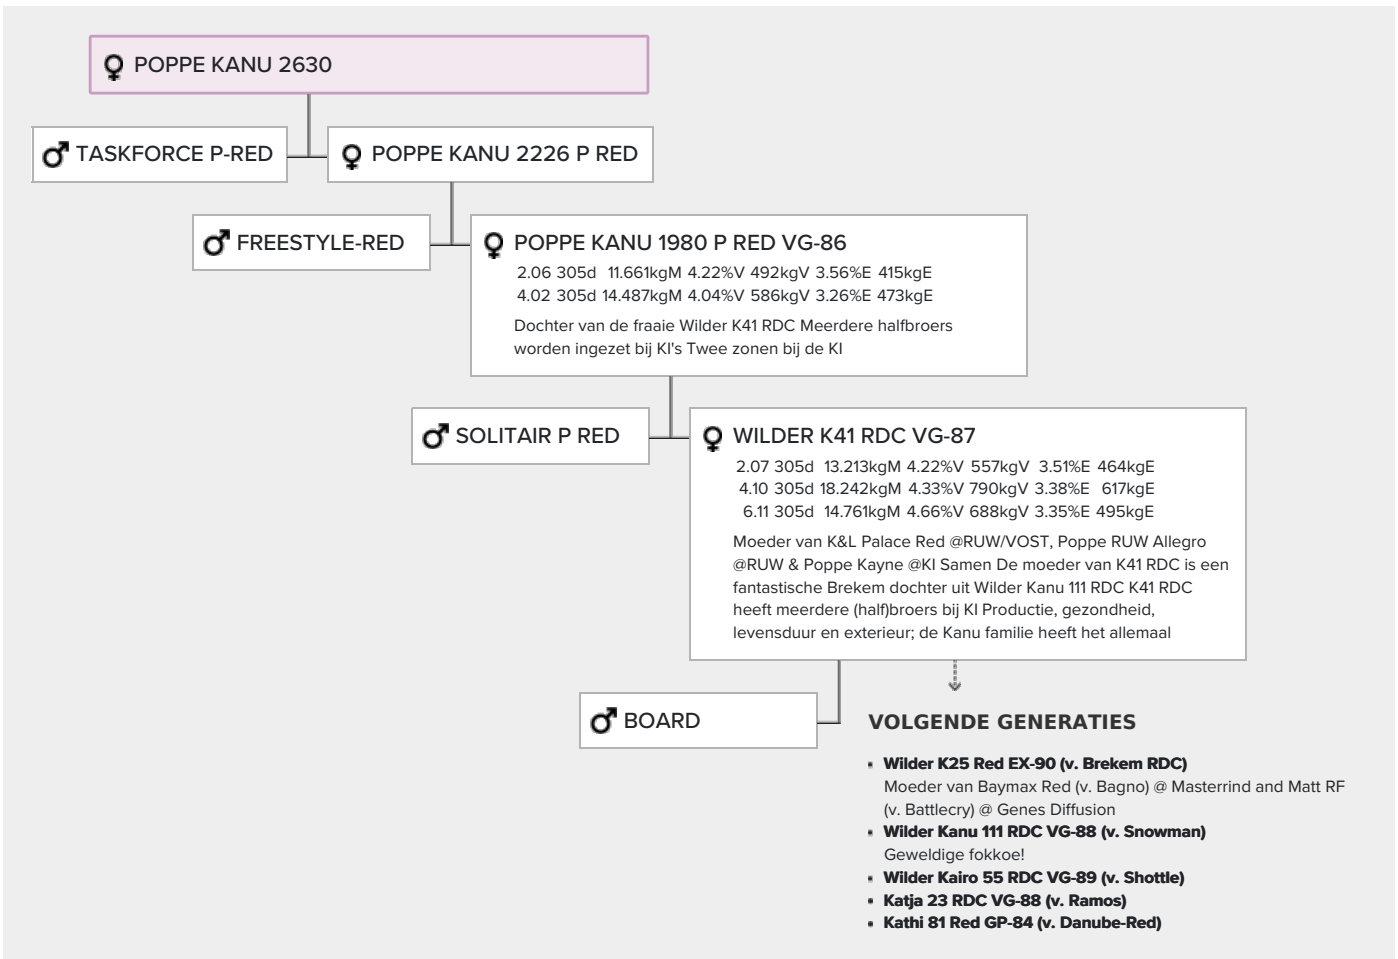 POPPE KANU 2630
TASKFORCE P-RED
POPPE KANU 2226 P RED
FREESTYLE-RED
POPPE KANU 1980 P RED VG-86
2.06 305d 11.661kgM 4.22%V 492kgV 3.56%E 415kgE
4.02 305d 14.487kgM 4.04%V 586kgV 3.26%E 473kgE
Dochter van de fraaie Wilder K41 RDC Meerdere halfbroers
worden ingezet bij KI's Twee zonen bij de KI
SOLITAIR P RED
WILDER K41 RDC VG-87
2.07 305d 13.213kgM 4.22%V 557kgV 3.51%E 464kgE
4.10 305d 18.242kgM 4.33%V 790kgV 3.38%E 617kgE
6.11 305d 14.761kgM 4.66%V 688kgV 3.35%E 495kgE
Moeder van K&L Palace Red @RUW/VOST, Poppe RUW Allegro
@RUW & Poppe Kayne @KI Samen De moeder van K41 RDC is een
fantastische Brekem dochter uit Wilder Kanu 111 RDC K41 RDC
heeft meerdere (half)broers bij KI Productie, gezondheid,
levensduur en exterieur; de Kanu familie heeft het allemaal
BOARD
VOLGENDE GENERATIES
Wilder K25 Red EX-90 (v. Brekem RDC)
Moeder van Baymax Red (v. Bagno) @ Masterrind and Matt RF
(v. Battlecry) @ Genes Diffusion
Wilder Kanu 111 RDC VG-88 (v. Snowman)
Geweldige fokkoe!
Wilder Kairo 55 RDC VG-89 (v. Shottle)
Katja 23 RDC VG-88 (v. Ramos)
Kathi 81 Red GP-84 (v. Danube-Red)